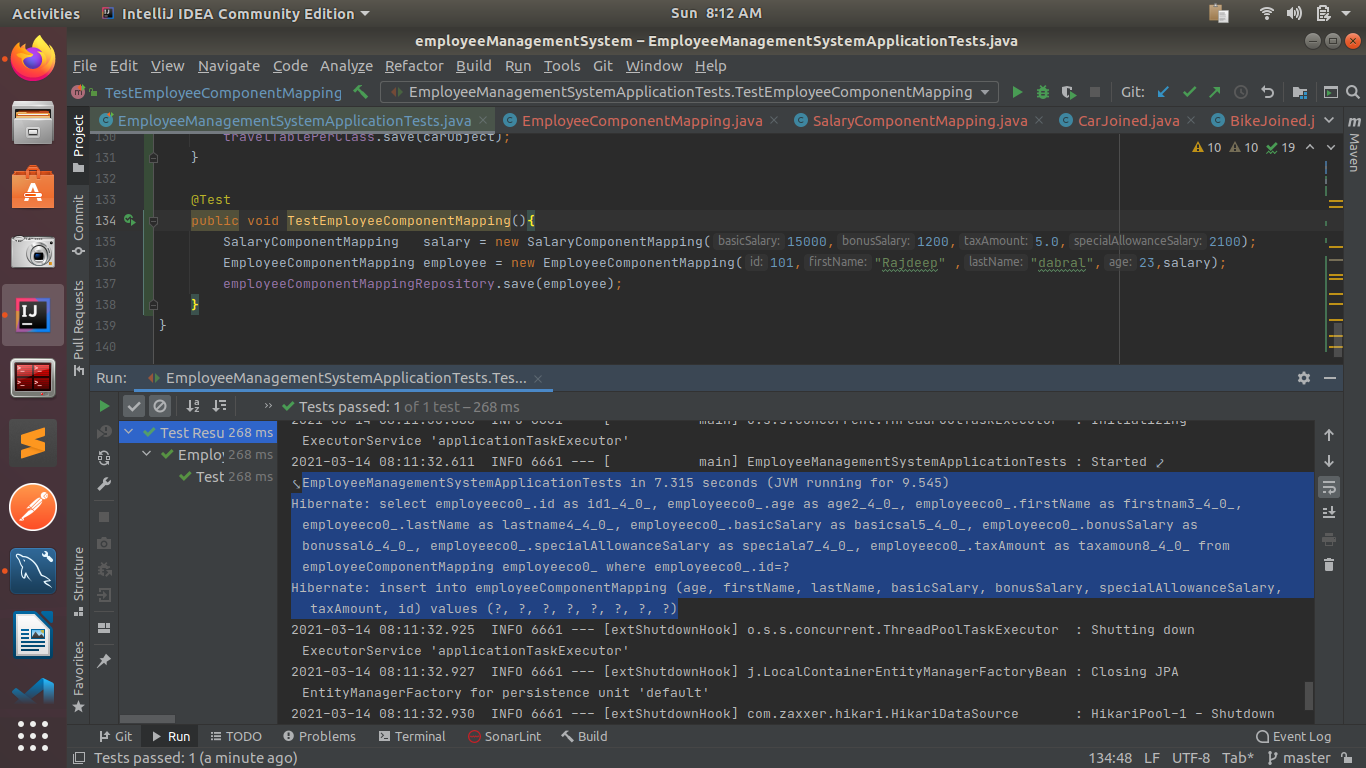 Activities IntelliJ IDEA Community Edition Sun 8:12 AM
employeeManagementSystem – EmployeeManagementSystemApplicationTests.java
File Edit View Navigate Code Analyze Refactor Build Run Tools Git Window Help
TestEmployeeComponentMapping EmployeeManagementSystemApplicationTests.TestEmployeeComponentMapping Git:
EmployeeManagementSystemApplicationTests.java EmployeeComponentMapping.java SalaryComponentMapping.java CarJoined.java BikeJoined.j
Project
Commit
Pull Requests
Structure
Favorites
Maven
10 10 19
130 travelTablePerClass.save(carObject);
131 }
132
133 @Test
134 public void TestEmployeeComponentMapping(){
135 SalaryComponentMapping salary = new SalaryComponentMapping( basicSalary: 15000, bonusSalary: 1200, taxAmount: 5.0, specialAllowanceSalary: 2100);
136 EmployeeComponentMapping employee = new EmployeeComponentMapping( id: 101, firstName: "Rajdeep" , lastName: "dabral", age: 23,salary);
137 employeeComponentMappingRepository.save(employee);
138 }
139 }
140
Run: EmployeeManagementSystemApplicationTests.Tes...
Tests passed: 1 of 1 test – 268 ms
Test Resu 268 ms
Employ 268 ms
Test 268 ms
ExecutorService 'applicationTaskExecutor'
2021-03-14 08:11:32.611 INFO 6661 --- [ main] EmployeeManagementSystemApplicationTests : Started
EmployeeManagementSystemApplicationTests in 7.315 seconds (JVM running for 9.545)
Hibernate: select employeeco0_.id as id1_4_0_, employeeco0_.age as age2_4_0_, employeeco0_.firstName as firstnam3_4_0_,
employeeco0_.lastName as lastname4_4_0_, employeeco0_.basicSalary as basicsal5_4_0_, employeeco0_.bonusSalary as
bonussal6_4_0_, employeeco0_.specialAllowanceSalary as speciala7_4_0_, employeeco0_.taxAmount as taxamoun8_4_0_ from
employeeComponentMapping employeeco0_ where employeeco0_.id=?
Hibernate: insert into employeeComponentMapping (age, firstName, lastName, basicSalary, bonusSalary, specialAllowanceSalary,
taxAmount, id) values (?, ?, ?, ?, ?, ?, ?, ?)
2021-03-14 08:11:32.925 INFO 6661 --- [extShutdownHook] o.s.s.concurrent.ThreadPoolTaskExecutor : Shutting down
ExecutorService 'applicationTaskExecutor'
2021-03-14 08:11:32.927 INFO 6661 --- [extShutdownHook] j.LocalContainerEntityManagerFactoryBean : Closing JPA
EntityManagerFactory for persistence unit 'default'
2021-03-14 08:11:32.930 INFO 6661 --- [extShutdownHook] com.zaxxer.hikari.HikariDataSource : HikariPool-1 - Shutdown
Git Run TODO Problems Terminal SonarLint Build Event Log
Tests passed: 1 (a minute ago) 134:48 LF UTF-8 Tab* master